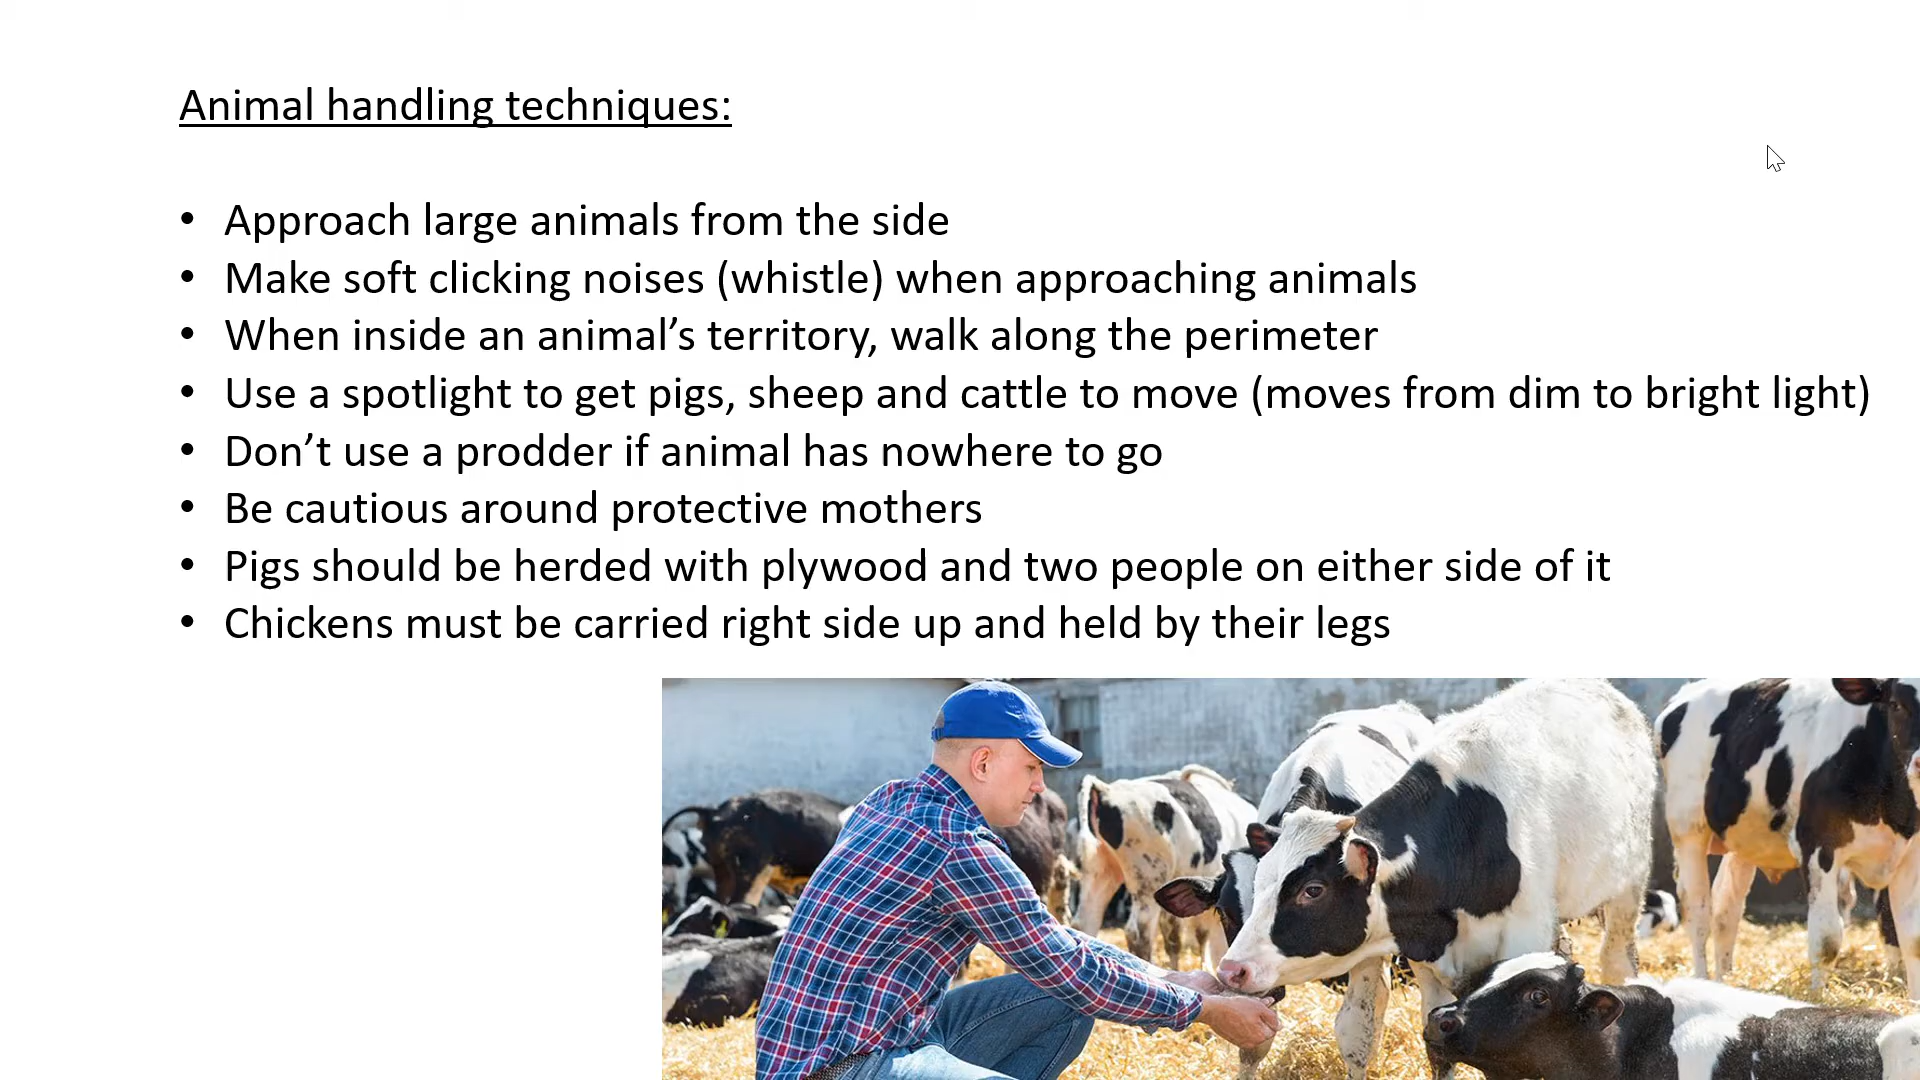 Animal handling techniques:
• Approach large animals from the side
• Make soft clicking noises (whistle) when approaching animals
• When inside an animal’s territory, walk along the perimeter
• Use a spotlight to get pigs, sheep and cattle to move (moves from dim to bright light)
• Don’t use a prodder if animal has nowhere to go
• Be cautious around protective mothers
• Pigs should be herded with plywood and two people on either side of it
• Chickens must be carried right side up and held by their legs